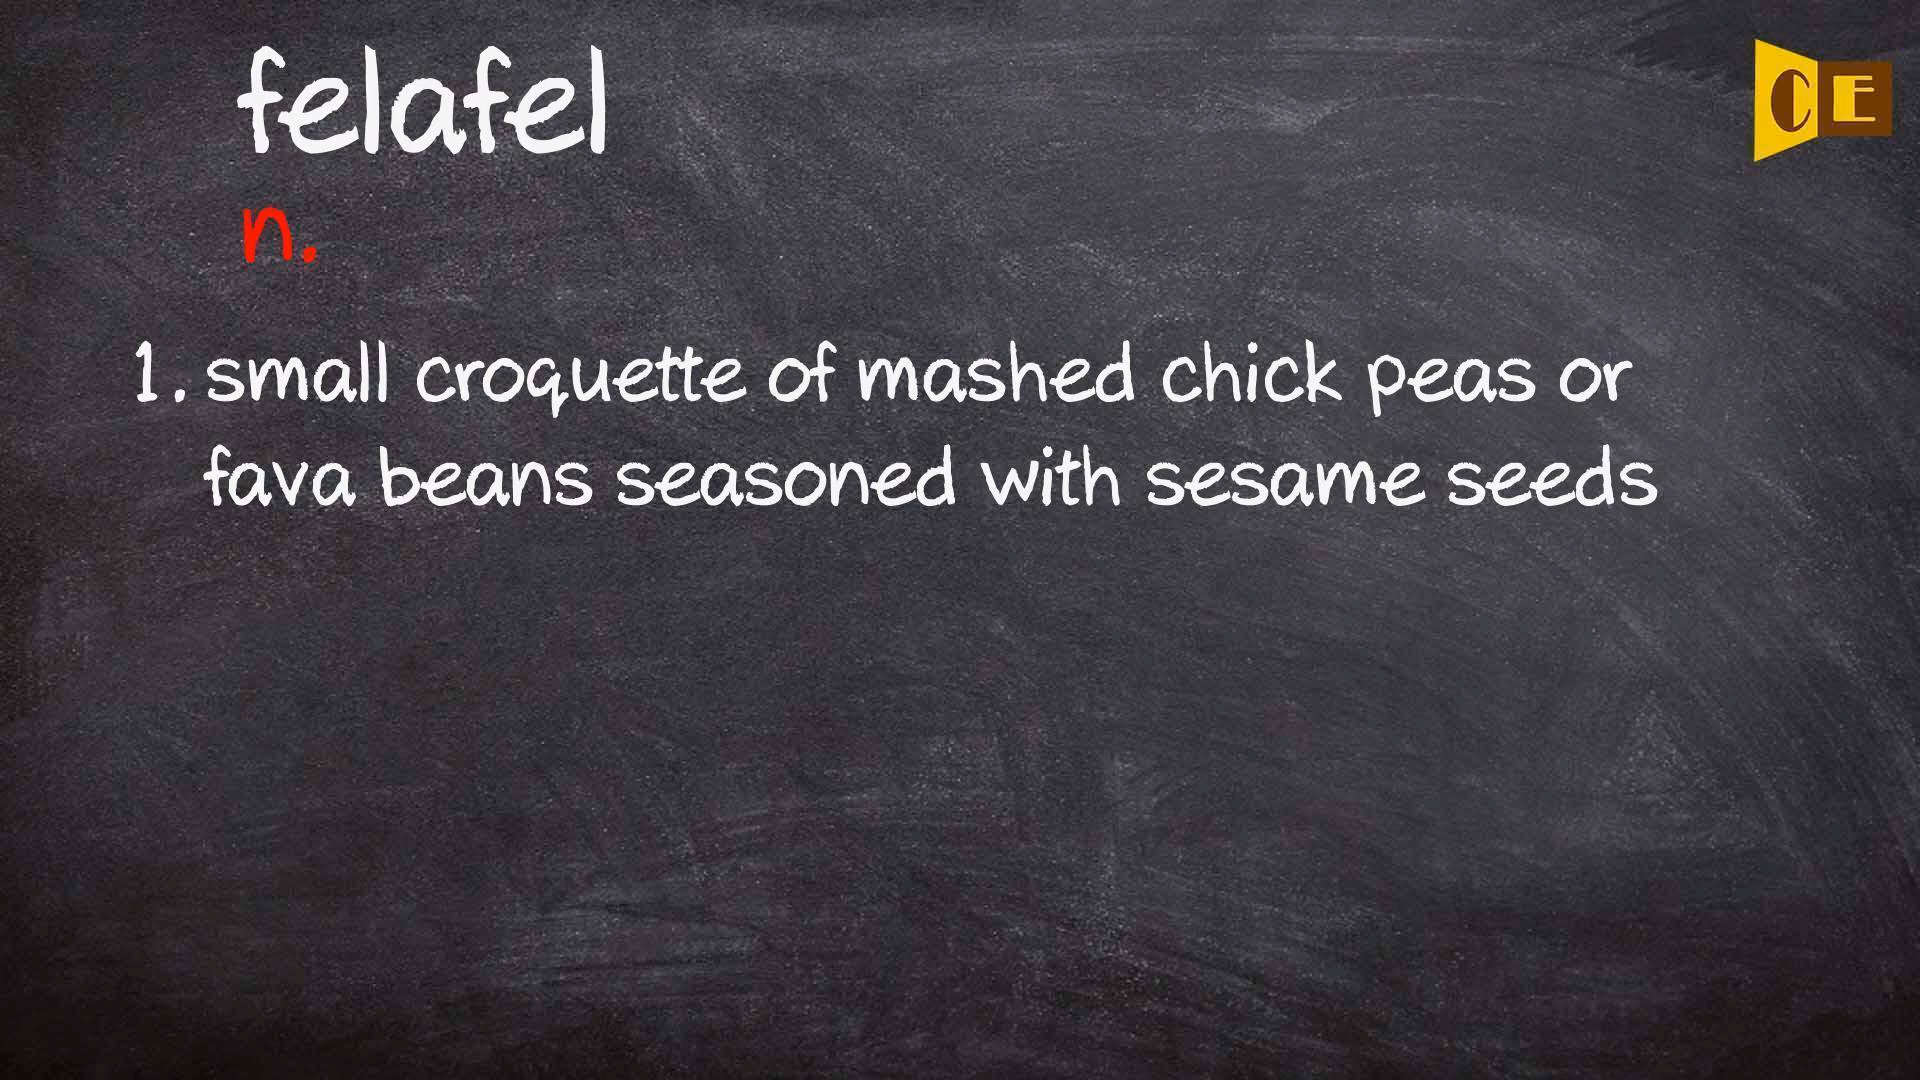 felafel
CE
n.
1. small croquette of mashed chick peas or
fava beans seasoned with sesame seeds